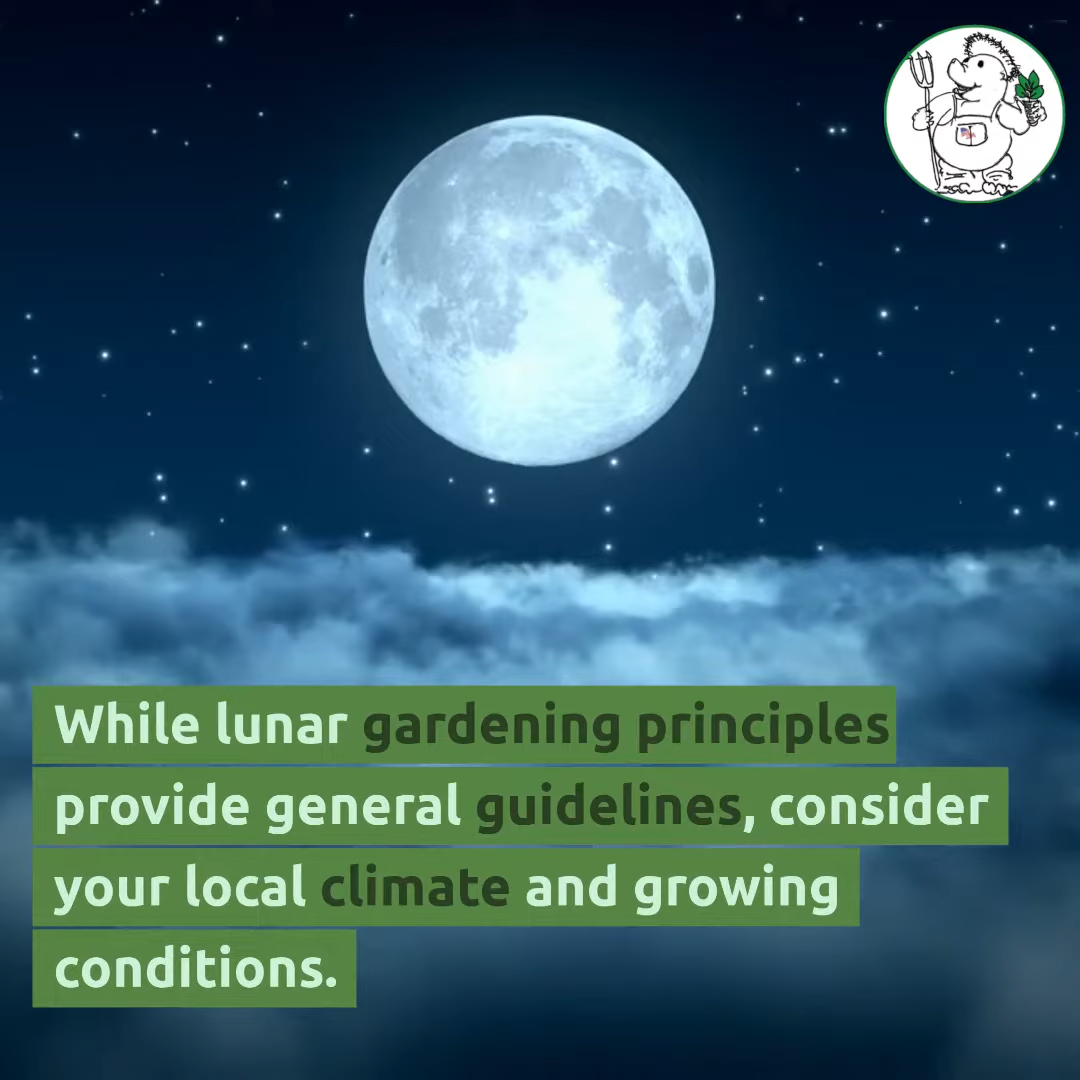 While lunar gardening principles
provide general guidelines, consider
your local climate and growing
conditions.